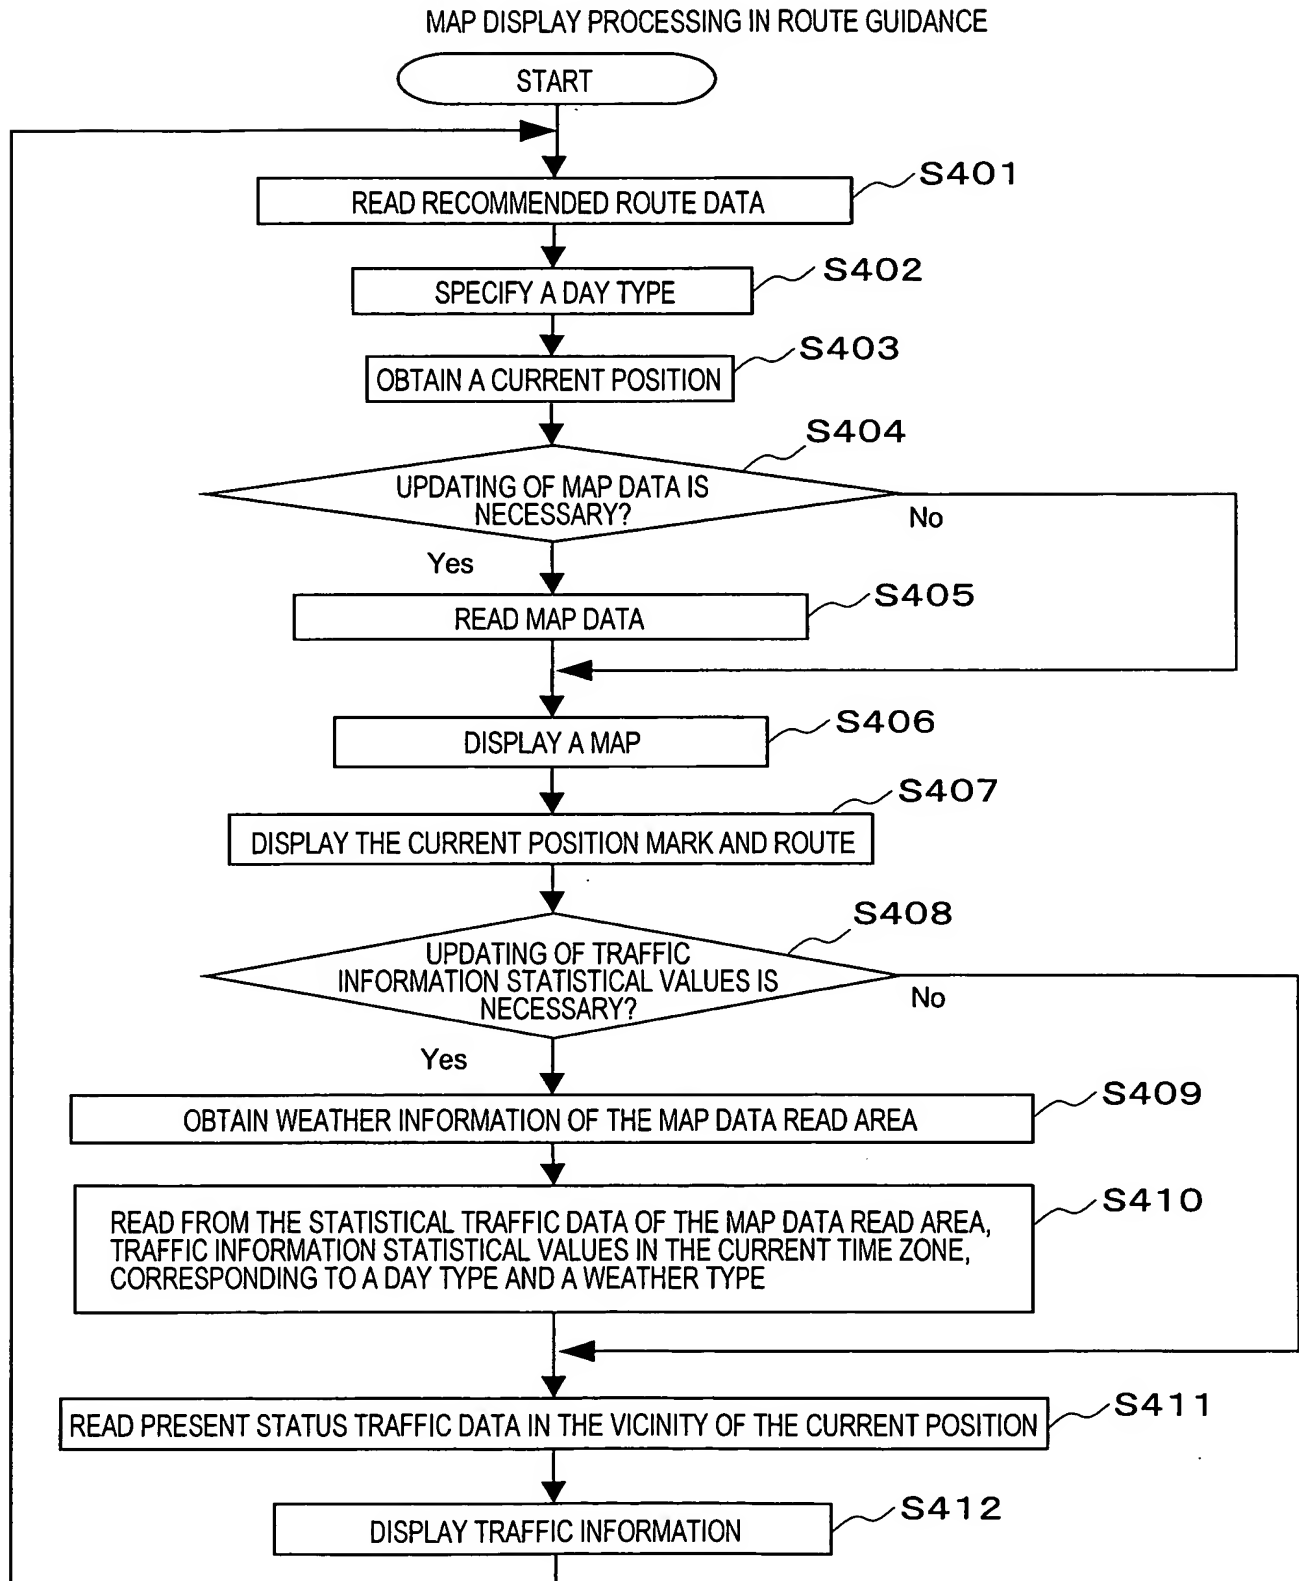 MAP DISPLAY PROCESSING IN ROUTE GUIDANCE
START
S401
READ RECOMMENDED ROUTE DATA
S402
SPECIFY A DAY TYPE
S403
OBTAIN A CURRENT POSITION
S404
UPDATING OF MAP DATA IS
NECESSARY?
No
Yes
S405
READ MAP DATA
S406
DISPLAY A MAP
S407
DISPLAY THE CURRENT POSITION MARK AND ROUTE
S408
UPDATING OF TRAFFIC
INFORMATION STATISTICAL VALUES IS
NECESSARY?
No
Yes
S409
OBTAIN WEATHER INFORMATION OF THE MAP DATA READ AREA
S410
READ FROM THE STATISTICAL TRAFFIC DATA OF THE MAP DATA READ AREA,
TRAFFIC INFORMATION STATISTICAL VALUES IN THE CURRENT TIME ZONE,
CORRESPONDING TO A DAY TYPE AND A WEATHER TYPE
S411
READ PRESENT STATUS TRAFFIC DATA IN THE VICINITY OF THE CURRENT POSITION
S412
DISPLAY TRAFFIC INFORMATION